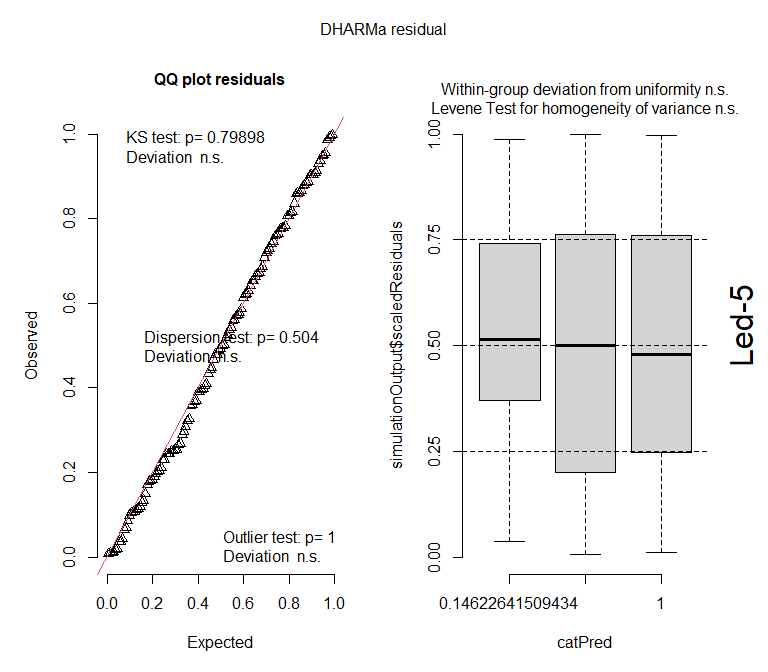 DHARMa residual
QQ plot residuals
KS test: p= 0.79898
Deviation n.s.
Dispersion test: p= 0.504
Deviation n.s.
Outlier test: p= 1
Deviation n.s.
Observed
0.0 0.2 0.4 0.6 0.8 1.0
0.0 0.2 0.4 0.6 0.8 1.0
Expected
Within-group deviation from uniformity n.s.
Levene Test for homogeneity of variance n.s.
simulationOutput$scaledResiduals
0.00 0.25 0.50 0.75 1.00
0.14622641509434 1
catPred
Led-5